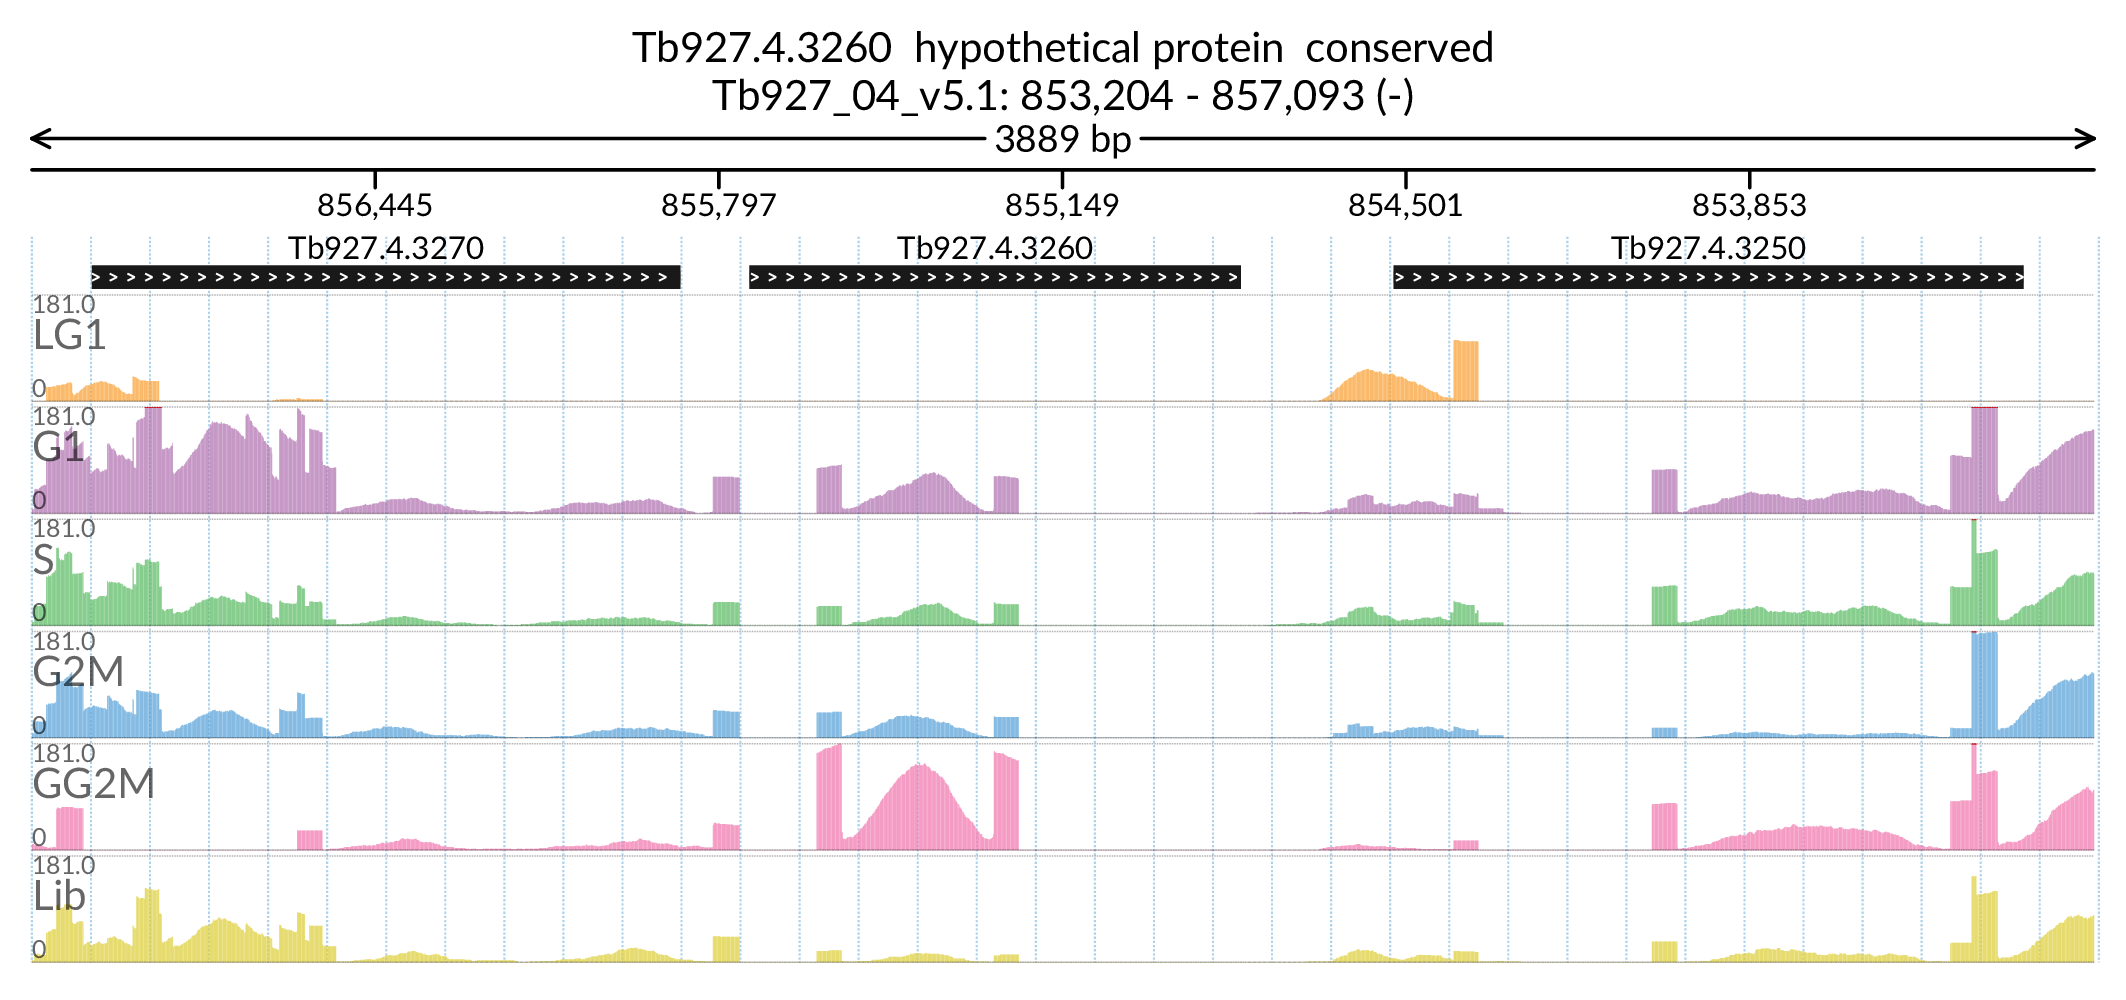 Tb927.4.3260 hypothetical protein conserved
Tb927_04_v5.1: 853,204 - 857,093 (-)
3889 bp
856,445 855,797 855,149 854,501 853,853
Tb927.4.3270 Tb927.4.3260 Tb927.4.3250
181.0
LG1
0
181.0
G1
0
181.0
S
0
181.0
G2M
0
181.0
GG2M
0
181.0
Lib
0